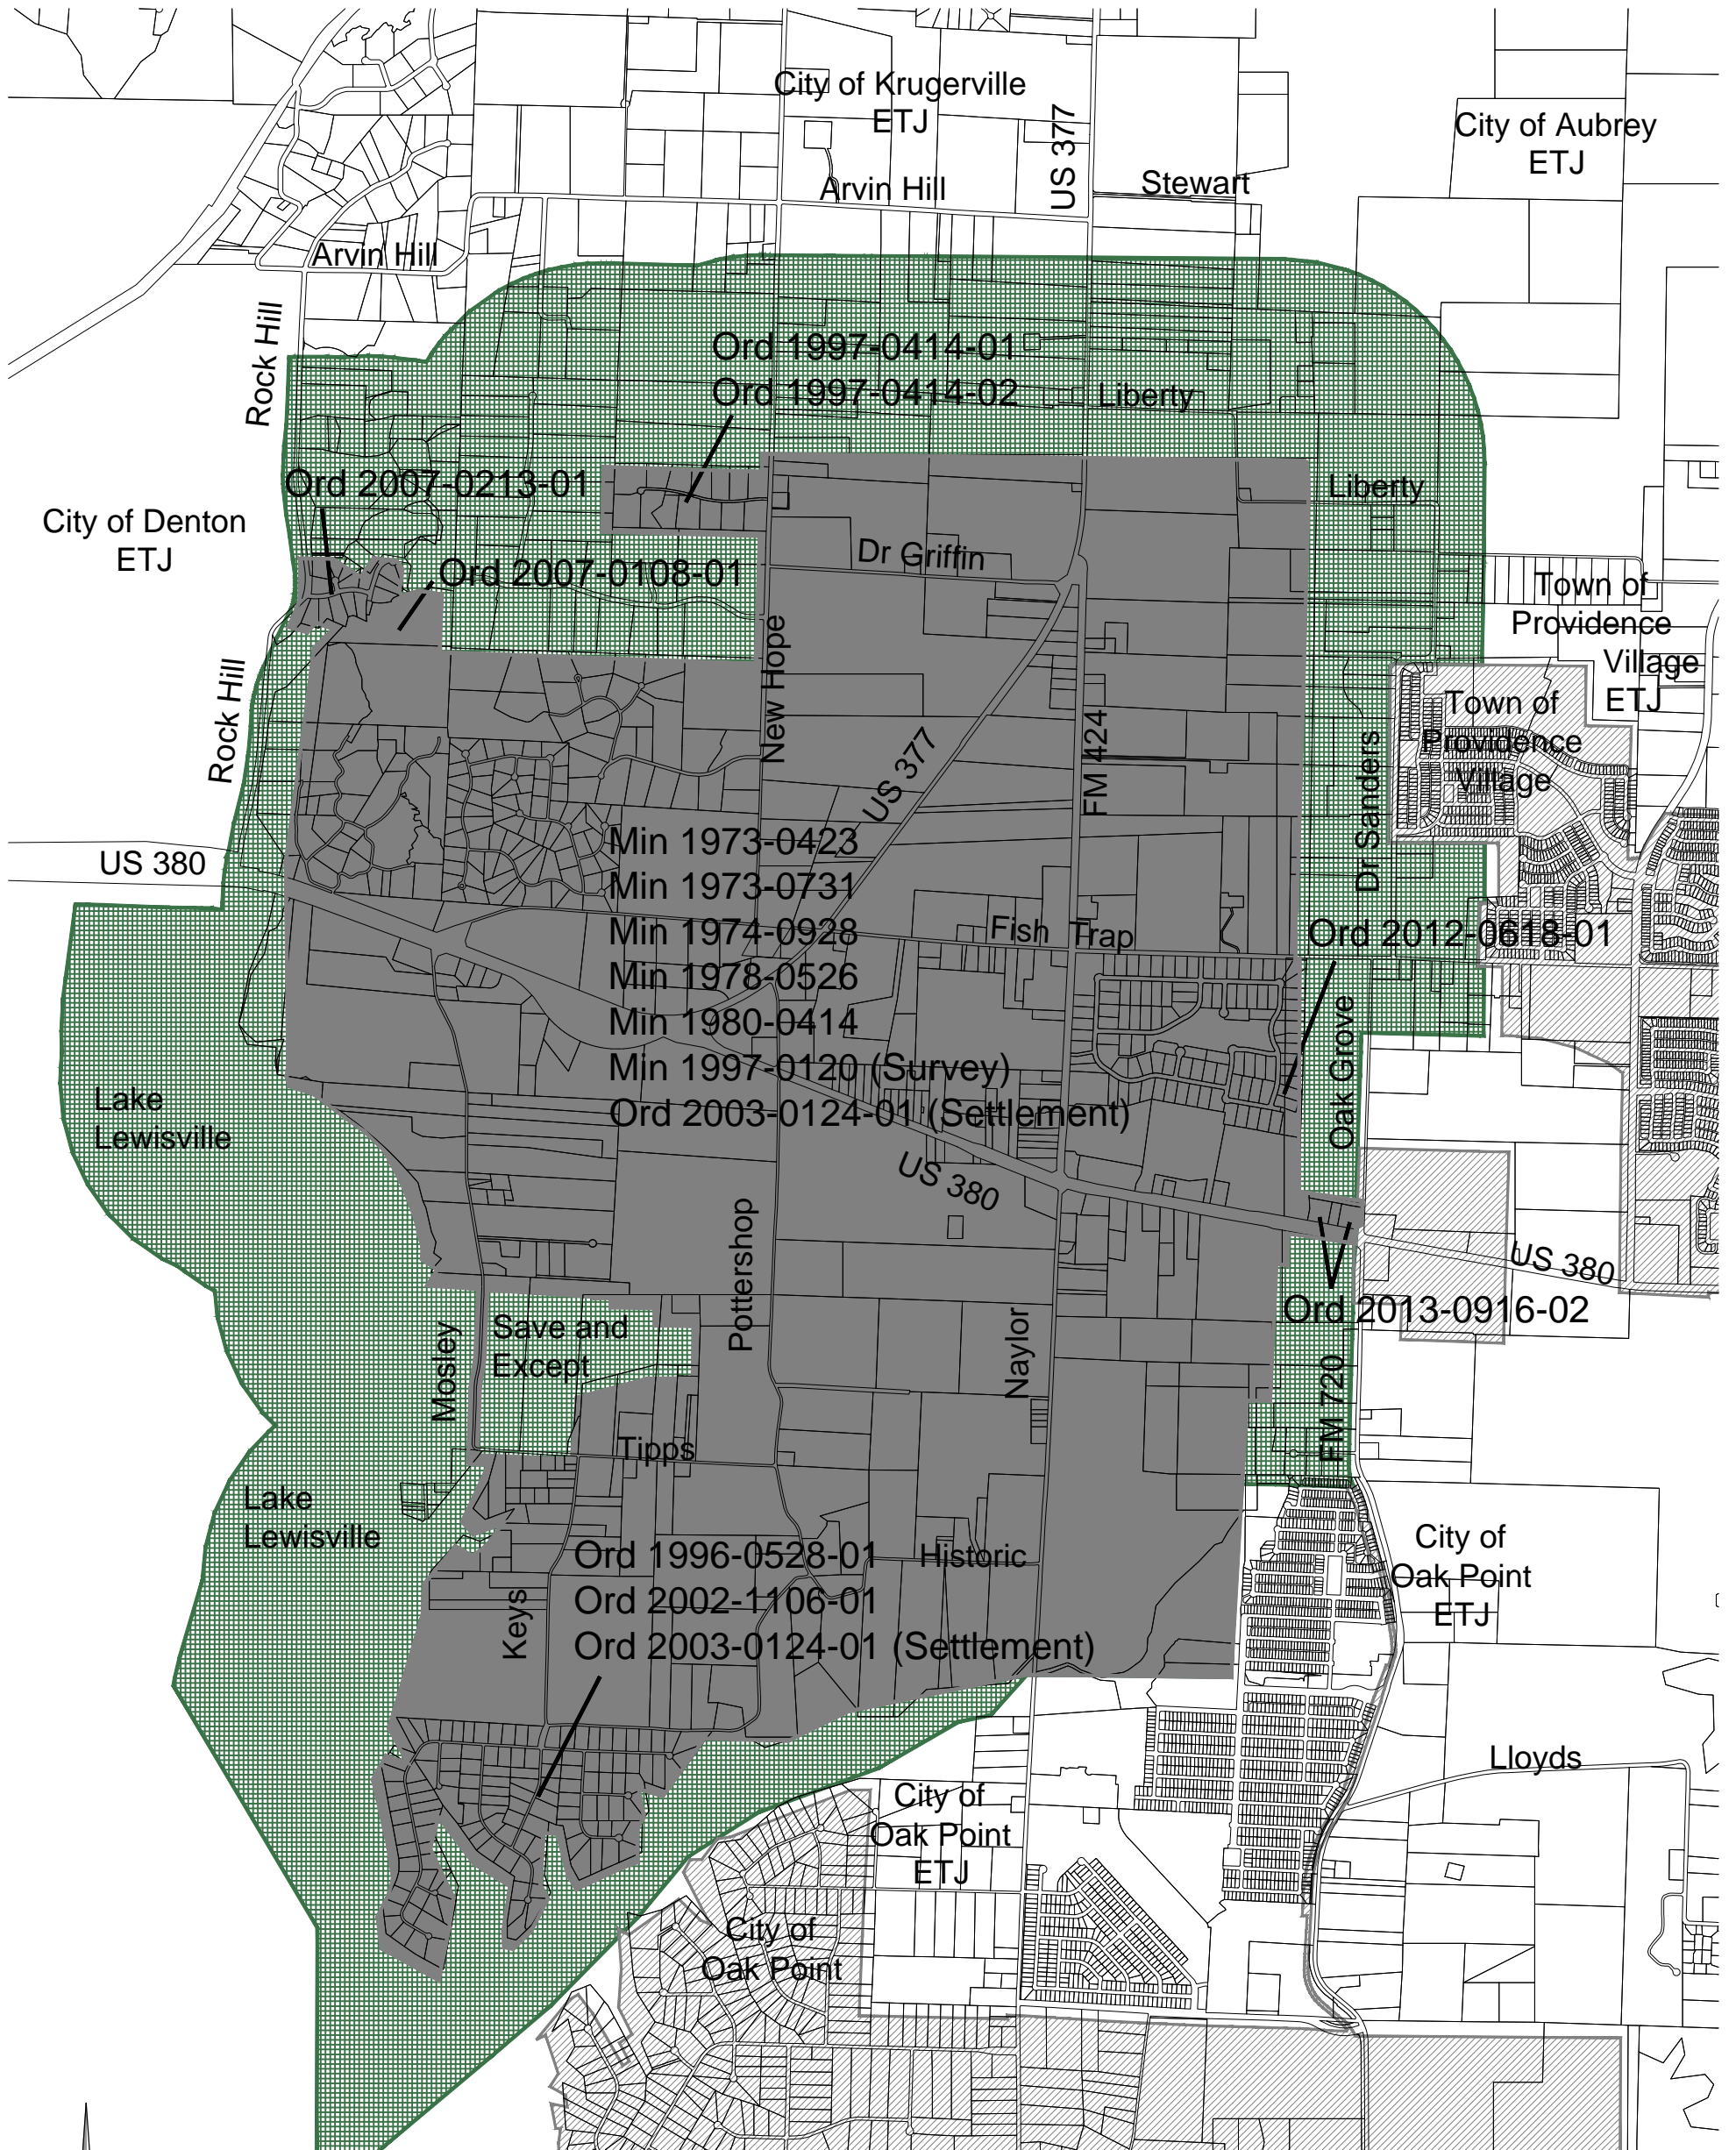 City of Krugerville
ETJ
US 377
City of Aubrey
ETJ
Arvin Hill
Stewart
Arvin Hill
Rock Hill
Ord 1997-0414-01
Ord 1997-0414-02
Liberty
Ord 2007-0213-01
Liberty
City of Denton
ETJ
Dr Griffin
Ord 2007-0108-01
Town of
Providence
Village
ETJ
Rock Hill
New Hope
Town of
Providence
Village
US 377
FM 424
Dr Sanders
US 380
Min 1973-0423
Min 1973-0731
Min 1974-0928
Min 1978-0526
Min 1980-0414
Min 1997-0120 (Survey)
Ord 2003-0124-01 (Settlement)
Fish Trap
Ord 2012-0618-01
Oak Grove
Lake
Lewisville
US 380
US 380
Pottershop
Ord 2013-0916-02
Save and
Except
Mosley
Naylor
FM 720
Tipps
Lake
Lewisville
City of
Oak Point
ETJ
Ord 1996-0528-01
Ord 2002-1106-01
Ord 2003-0124-01 (Settlement)
Historic
Keys
Lloyds
City of
Oak Point
ETJ
City of
Oak Point